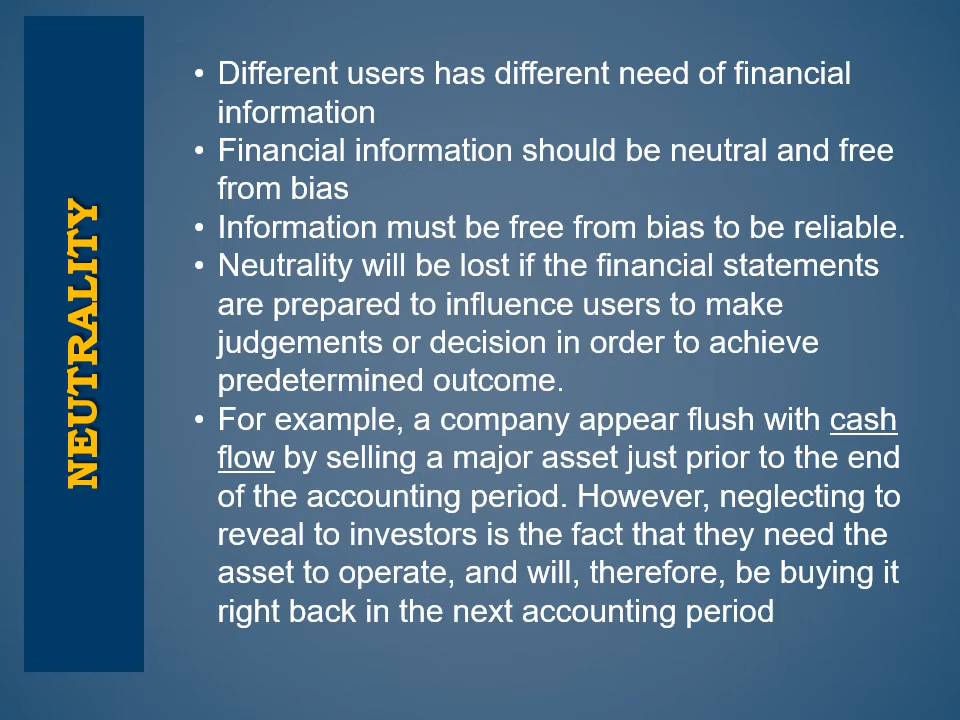 NEUTRALITY
• Different users has different need of financial
information
• Financial information should be neutral and free
from bias
• Information must be free from bias to be reliable.
• Neutrality will be lost if the financial statements
are prepared to influence users to make
judgements or decision in order to achieve
predetermined outcome.
• For example, a company appear flush with cash
flow by selling a major asset just prior to the end
of the accounting period. However, neglecting to
reveal to investors is the fact that they need the
asset to operate, and will, therefore, be buying it
right back in the next accounting period